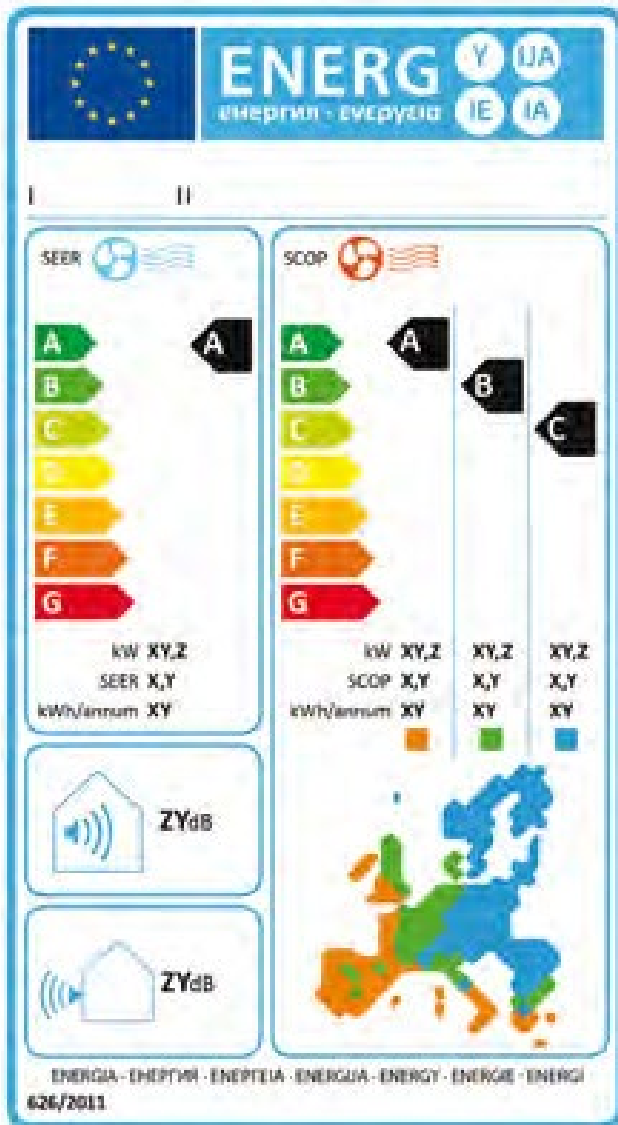 ENERG Y IJA
енергия · ενεργεια IE IA
I II
SEER
A A
B
C
D
E
F
G
kW XY,Z
SEER X,Y
kWh/annum XY
SCOP
A A
B B
C C
D
E
F
G
kW XY,Z XY,Z XY,Z
SCOP X,Y X,Y X,Y
kWh/annum XY XY XY
ZYdB
ZYdB
ENERGIA · ЕНЕРГИЯ · ΕΝΕΡΓΕΙΑ · ENERGIJA · ENERGY · ENERGIE · ENERGI
626/2011